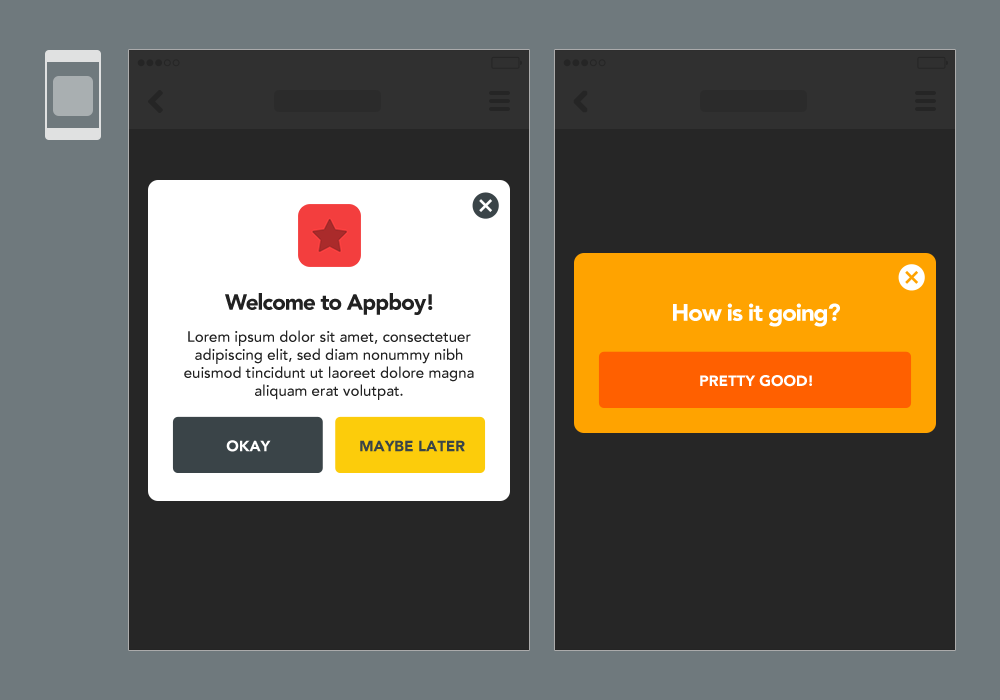 Welcome to Appboy!
Lorem ipsum dolor sit amet, consectetuer
adipiscing elit, sed diam nonummy nibh
euismod tincidunt ut laoreet dolore magna
aliquam erat volutpat.
OKAY
MAYBE LATER
How is it going?
PRETTY GOOD!